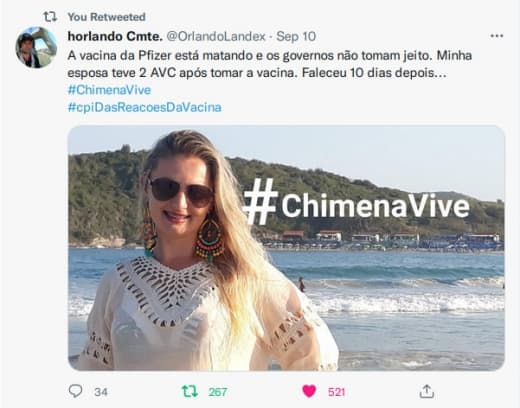 You Retweeted
horlando Cmte. @OrlandoLandex · Sep 10
A vacina da Pfizer está matando e os governos não tomam jeito. Minha
esposa teve 2 AVC após tomar a vacina. Faleceu 10 dias depois...
#ChimenaVive
#cpiDasReacoesDaVacina
#ChimenaVive
34 267 521